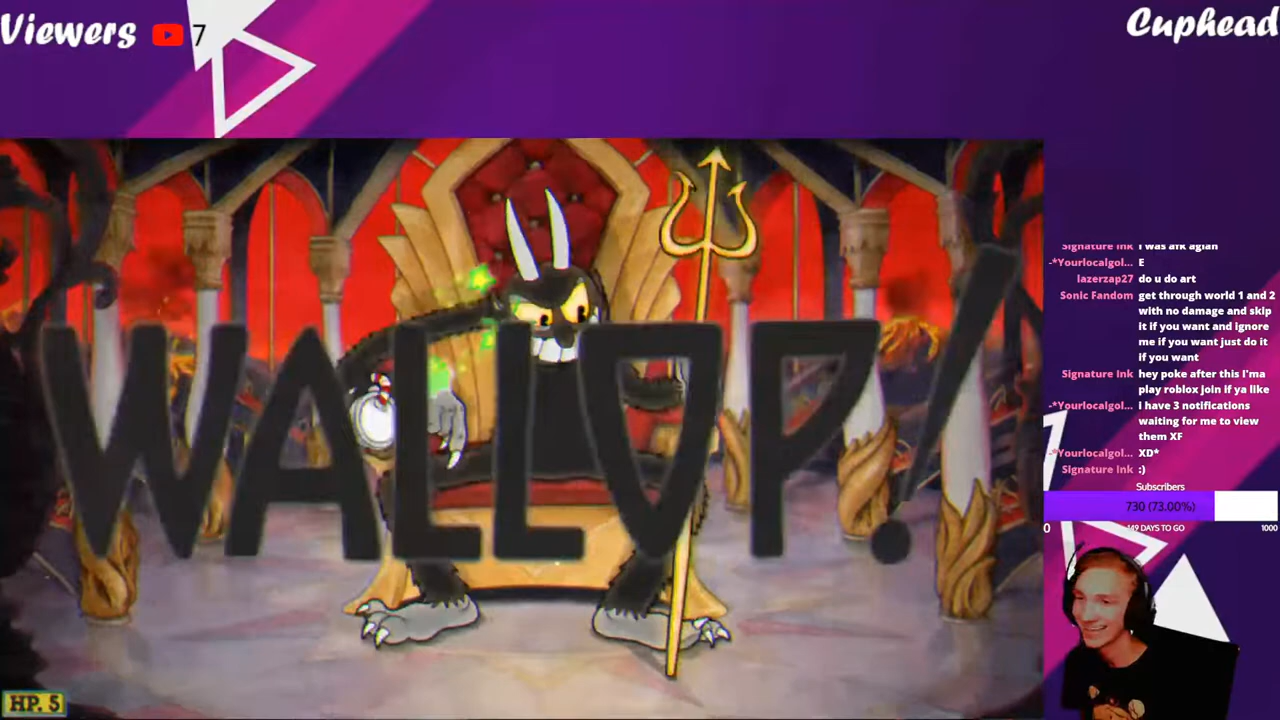 Viewers 7
Cuphead
WALLOP!
HP. 5
Signature Ink i was afk agian
-*Yourlocalgol... E
lazerzap27 do u do art
Sonic Fandom get through world 1 and 2
with no damage and skip
it if you want and ignore
me if you want just do it
if you want
Signature Ink hey poke after this I'ma
play roblox join if ya like
-*Yourlocalgol... I have 3 notifications
waiting for me to view
them XF
-*Yourlocalgol... XD*
Signature Ink :)
Subscribers
730 (73.00%)
0 149 DAYS TO GO 1000